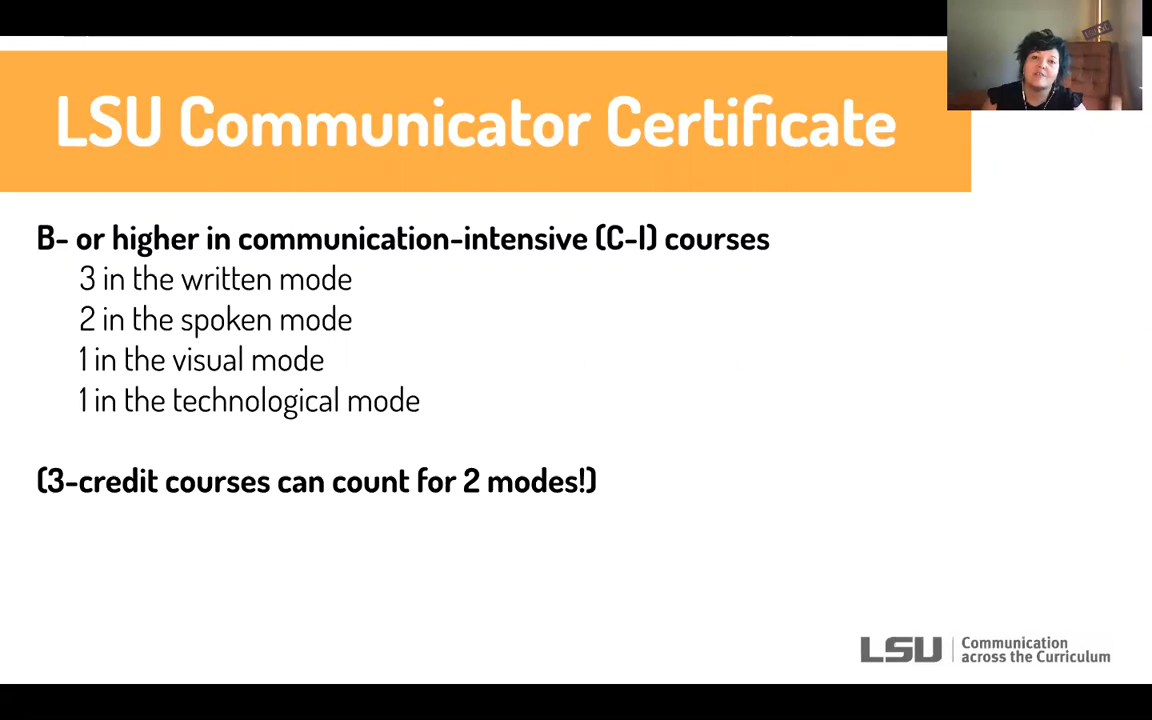 LSU Communicator Certificate
B- or higher in communication-intensive (C-I) courses
3 in the written mode
2 in the spoken mode
1 in the visual mode
1 in the technological mode
(3-credit courses can count for 2 modes!)
LSU
Communication
across the Curriculum